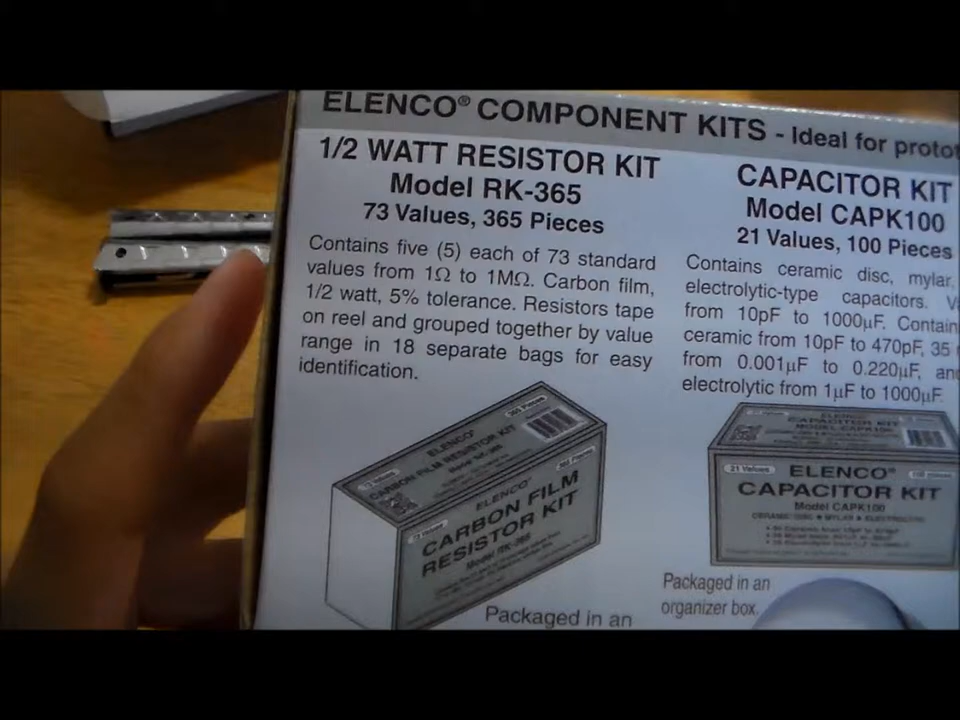 ELENCO® COMPONENT KITS - Ideal for protot
1/2 WATT RESISTOR KIT
Model RK-365
73 Values, 365 Pieces
Contains five (5) each of 73 standard
values from 1Ω to 1MΩ. Carbon film,
1/2 watt, 5% tolerance. Resistors tape
on reel and grouped together by value
range in 18 separate bags for easy
identification.
ELENCO®
CARBON FILM RESISTOR KIT
Model RK-365
365 Pieces
ELENCO®
CARBON FILM
RESISTOR KIT
Model RK-365
Packaged in an
CAPACITOR KIT
Model CAPK100
21 Values, 100 Pieces
Contains ceramic disc, mylar,
electrolytic-type capacitors. V
from 10pF to 1000µF. Contain
ceramic from 10pF to 470pF, 35
from 0.001µF to 0.220µF, an
electrolytic from 1µF to 1000µF.
ELENCO®
CAPACITOR KIT
MODEL CAPK100
21 Values
ELENCO®
CAPACITOR KIT
Model CAPK100
CERAMIC DISC ★ MYLAR ★ ELECTROLYTIC
Packaged in an
organizer box.